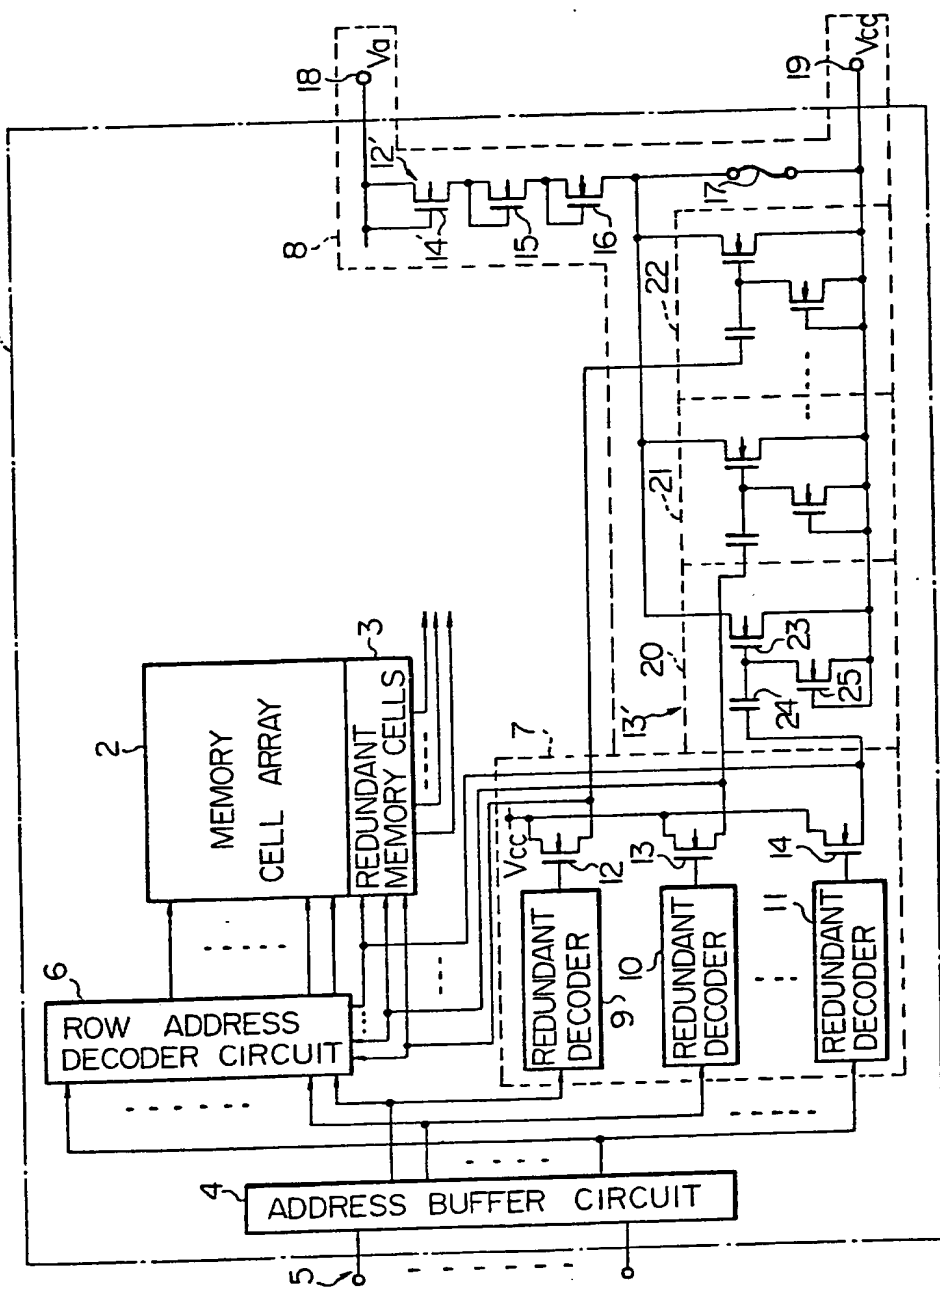 5
4
ADDRESS BUFFER CIRCUIT
6
ROW ADDRESS
DECODER CIRCUIT
2
MEMORY
CELL ARRAY
3
REDUNDANT
MEMORY CELLS
7
Vcc
REDUNDANT
DECODER
9
12
REDUNDANT
DECODER
10
13
REDUNDANT
DECODER
11
14
8
18
Va
12'
14'
15
16
17
19
Vcc
13'
20
21
22
23
24
25